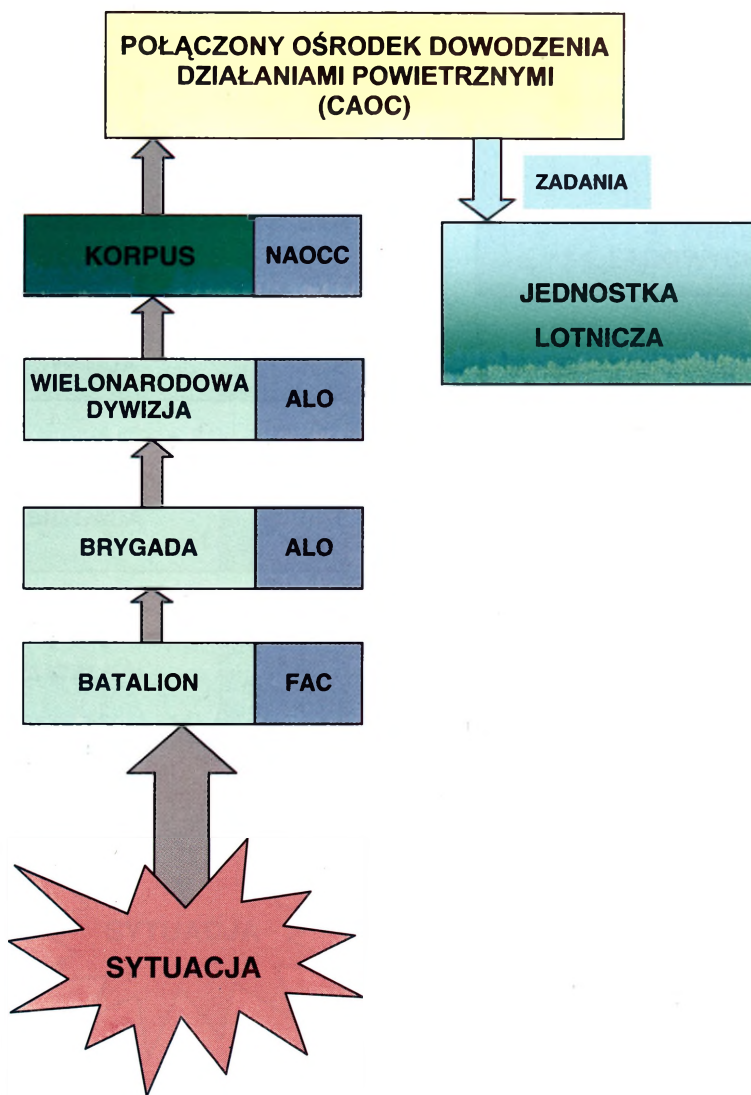 POŁĄCZONY OŚRODEK DOWODZENIA
DZIAŁANIAMI POWIETRZNYMI
(CAOC)
ZADANIA
KORPUS
NAOCC
JEDNOSTKA
LOTNICZA
WIELONARODOWA
DYWIZJA
ALO
BRYGADA
ALO
BATALION
FAC
SYTUACJA